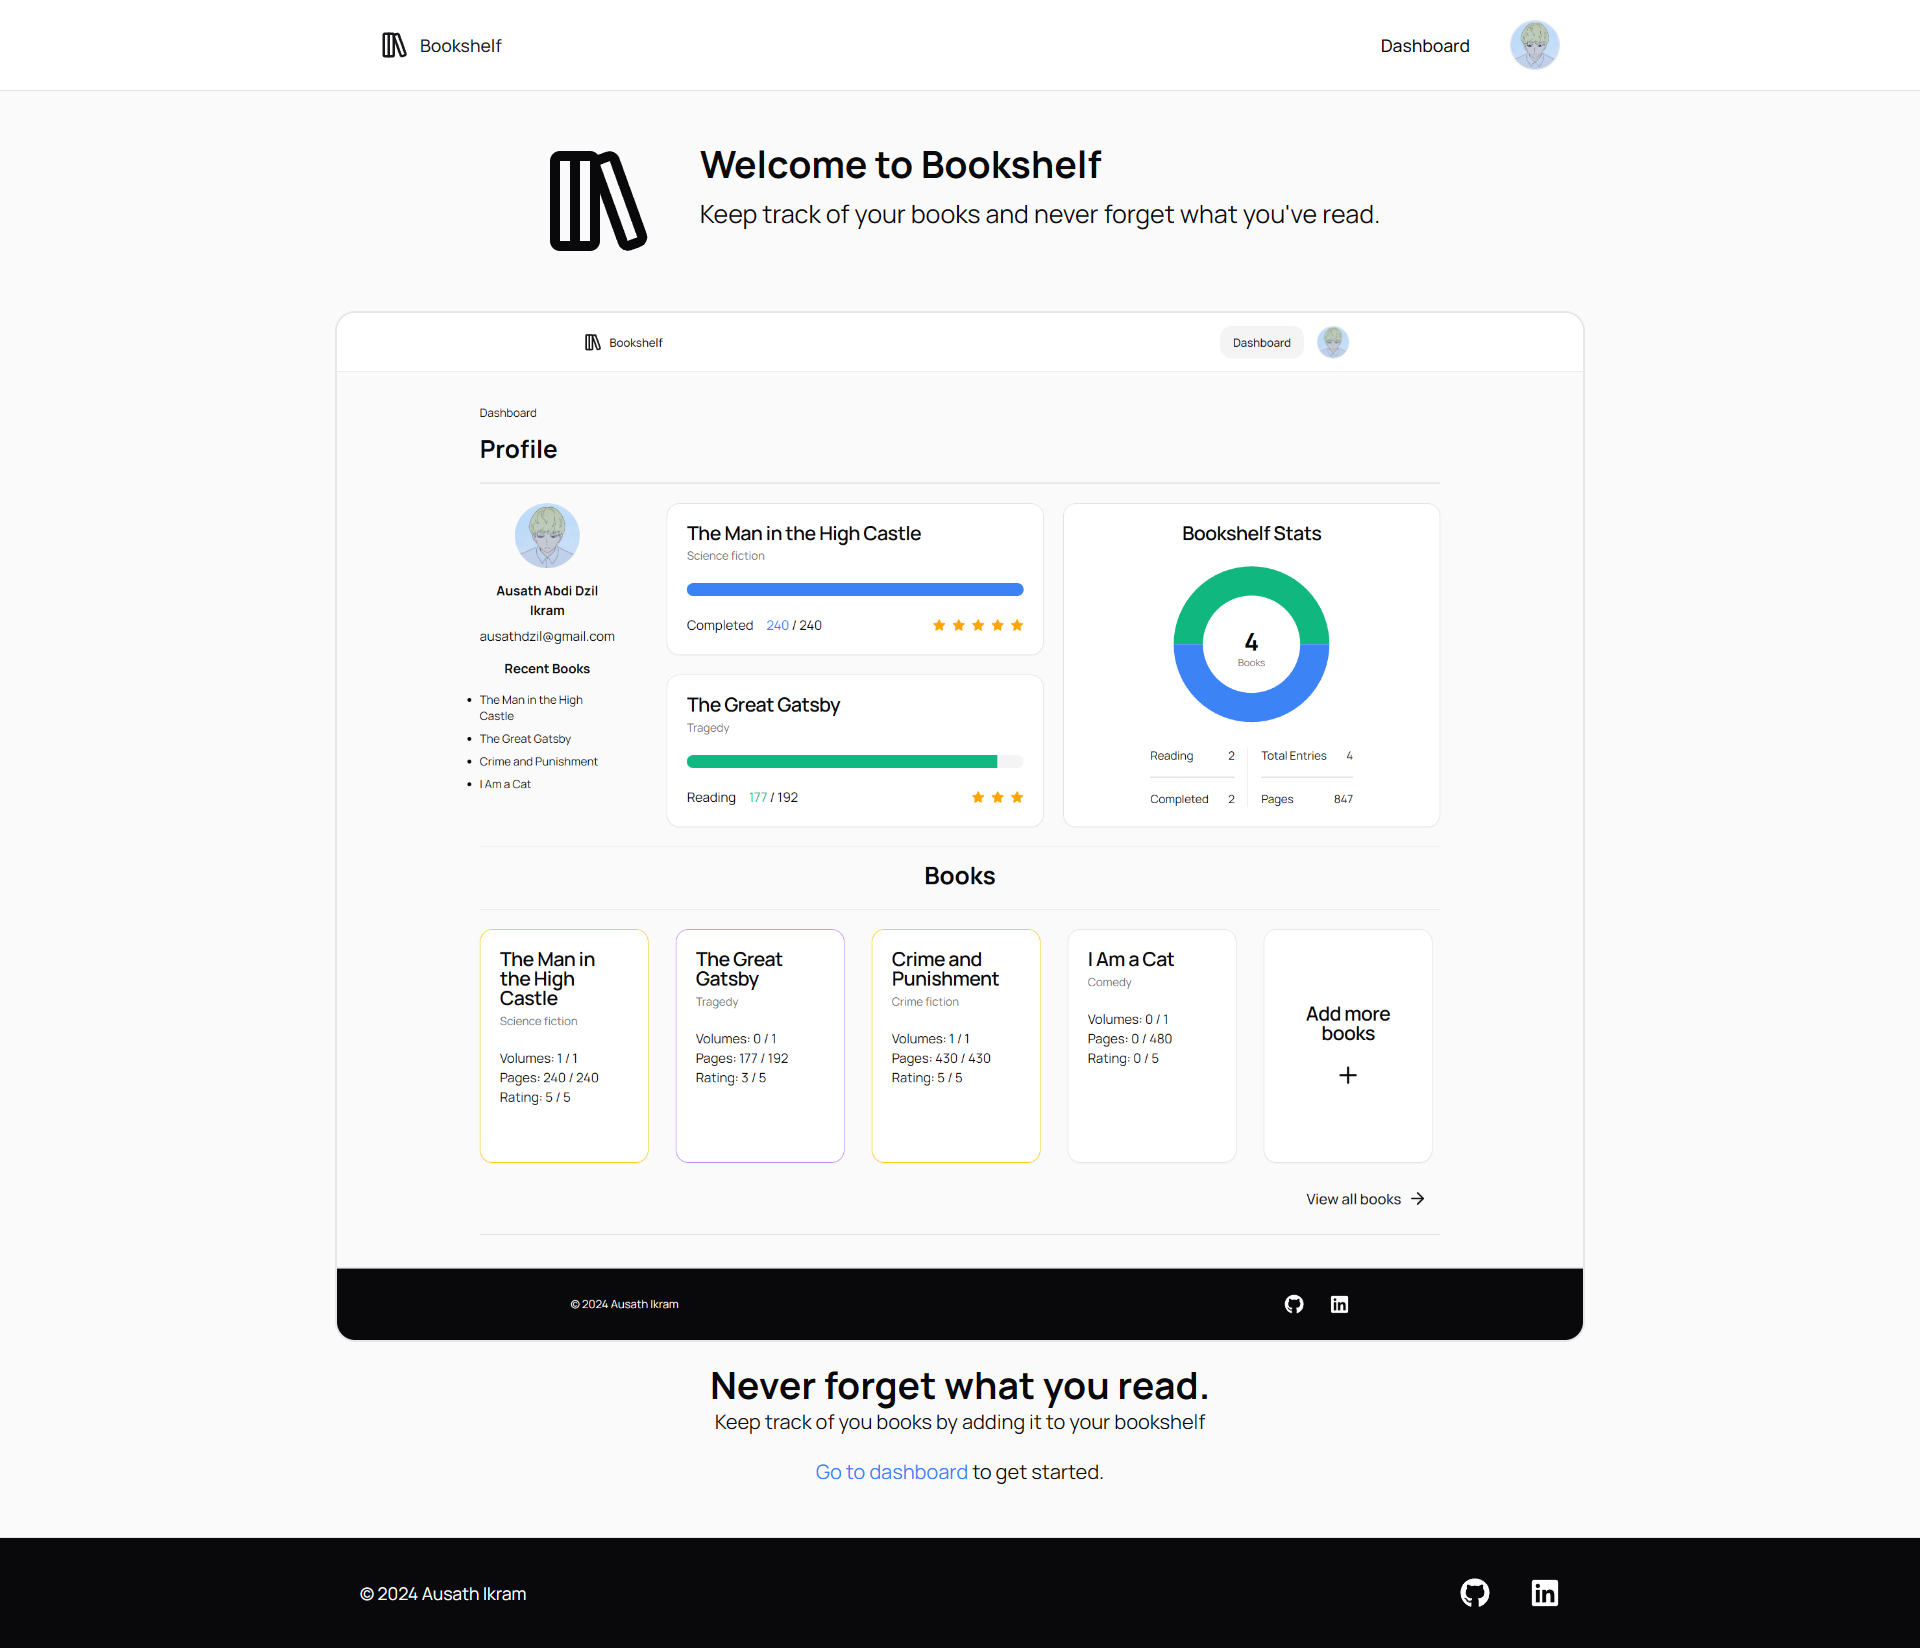 Bookshelf
Dashboard
Welcome to Bookshelf
Keep track of your books and never forget what you've read.
Bookshelf
Dashboard
Dashboard
Profile
Ausath Abdi Dzil
Ikram
ausathdzil@gmail.com
Recent Books
The Man in the High
Castle
The Great Gatsby
Crime and Punishment
I Am a Cat
The Man in the High Castle
Science fiction
Completed 240 / 240
The Great Gatsby
Tragedy
Reading 177 / 192
Bookshelf Stats
4
Books
Reading 2
Total Entries 4
Completed 2
Pages 847
Books
The Man in
the High
Castle
Science fiction
Volumes: 1 / 1
Pages: 240 / 240
Rating: 5 / 5
The Great
Gatsby
Tragedy
Volumes: 0 / 1
Pages: 177 / 192
Rating: 3 / 5
Crime and
Punishment
Crime fiction
Volumes: 1 / 1
Pages: 430 / 430
Rating: 5 / 5
I Am a Cat
Comedy
Volumes: 0 / 1
Pages: 0 / 480
Rating: 0 / 5
Add more
books
View all books
© 2024 Ausath Ikram
Never forget what you read.
Keep track of you books by adding it to your bookshelf
Go to dashboard to get started.
© 2024 Ausath Ikram